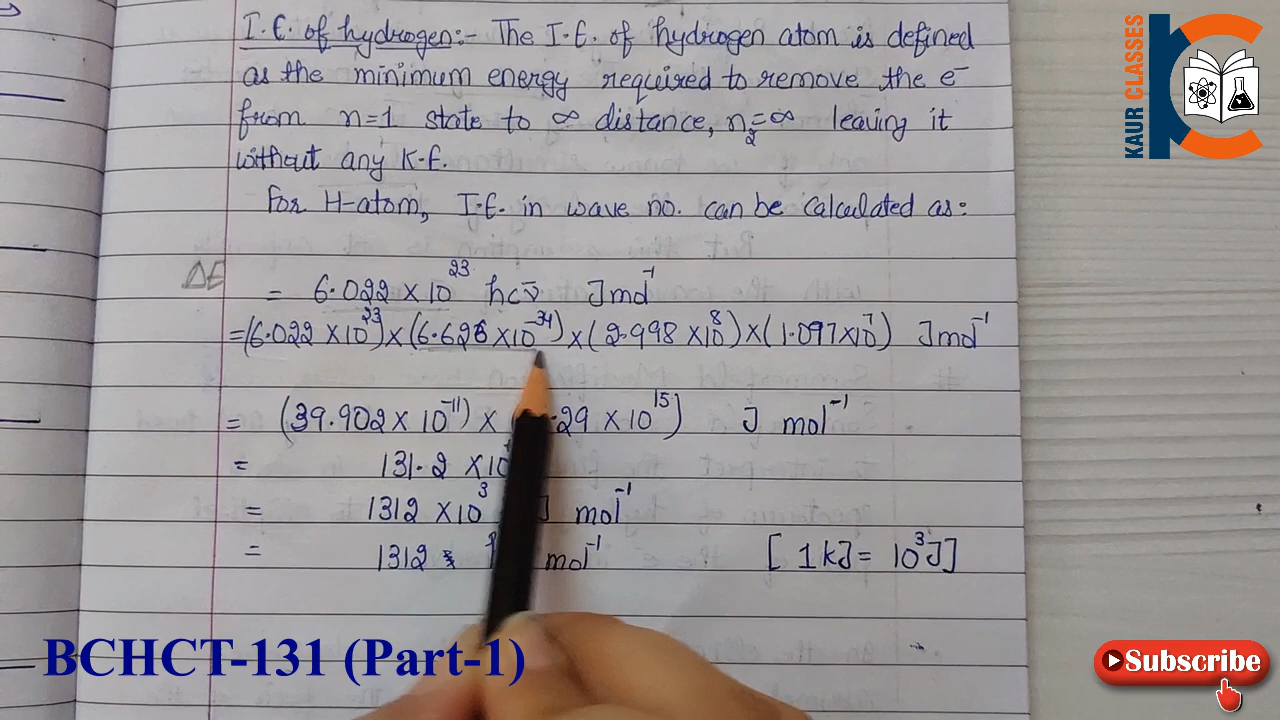 I.E. of hydrogen:- The I.E. of hydrogen atom is defined
as the minimum energy required to remove the e⁻
from n=1 state to ∞ distance, n₂=∞ leaving it
without any K.E.
For H-atom, I.E. in wave no. can be calculated as:
ΔE
= 6.022 × 10²³ hcν̄ J mol⁻¹
=(6.022 × 10²³)×(6.626 ×10⁻³⁴)×(2.998 ×10⁸)×(1.097×10⁷) J mol⁻¹
= (39.902 × 10⁻¹¹) × .29 × 10¹⁵) J mol⁻¹
= 131.2 ×10
= 1312 ×10³ J mol⁻¹
= 1312 mol⁻¹ [ 1 kJ = 10³J]
KAUR CLASSES
BCHCT-131 (Part-1)
Subscribe